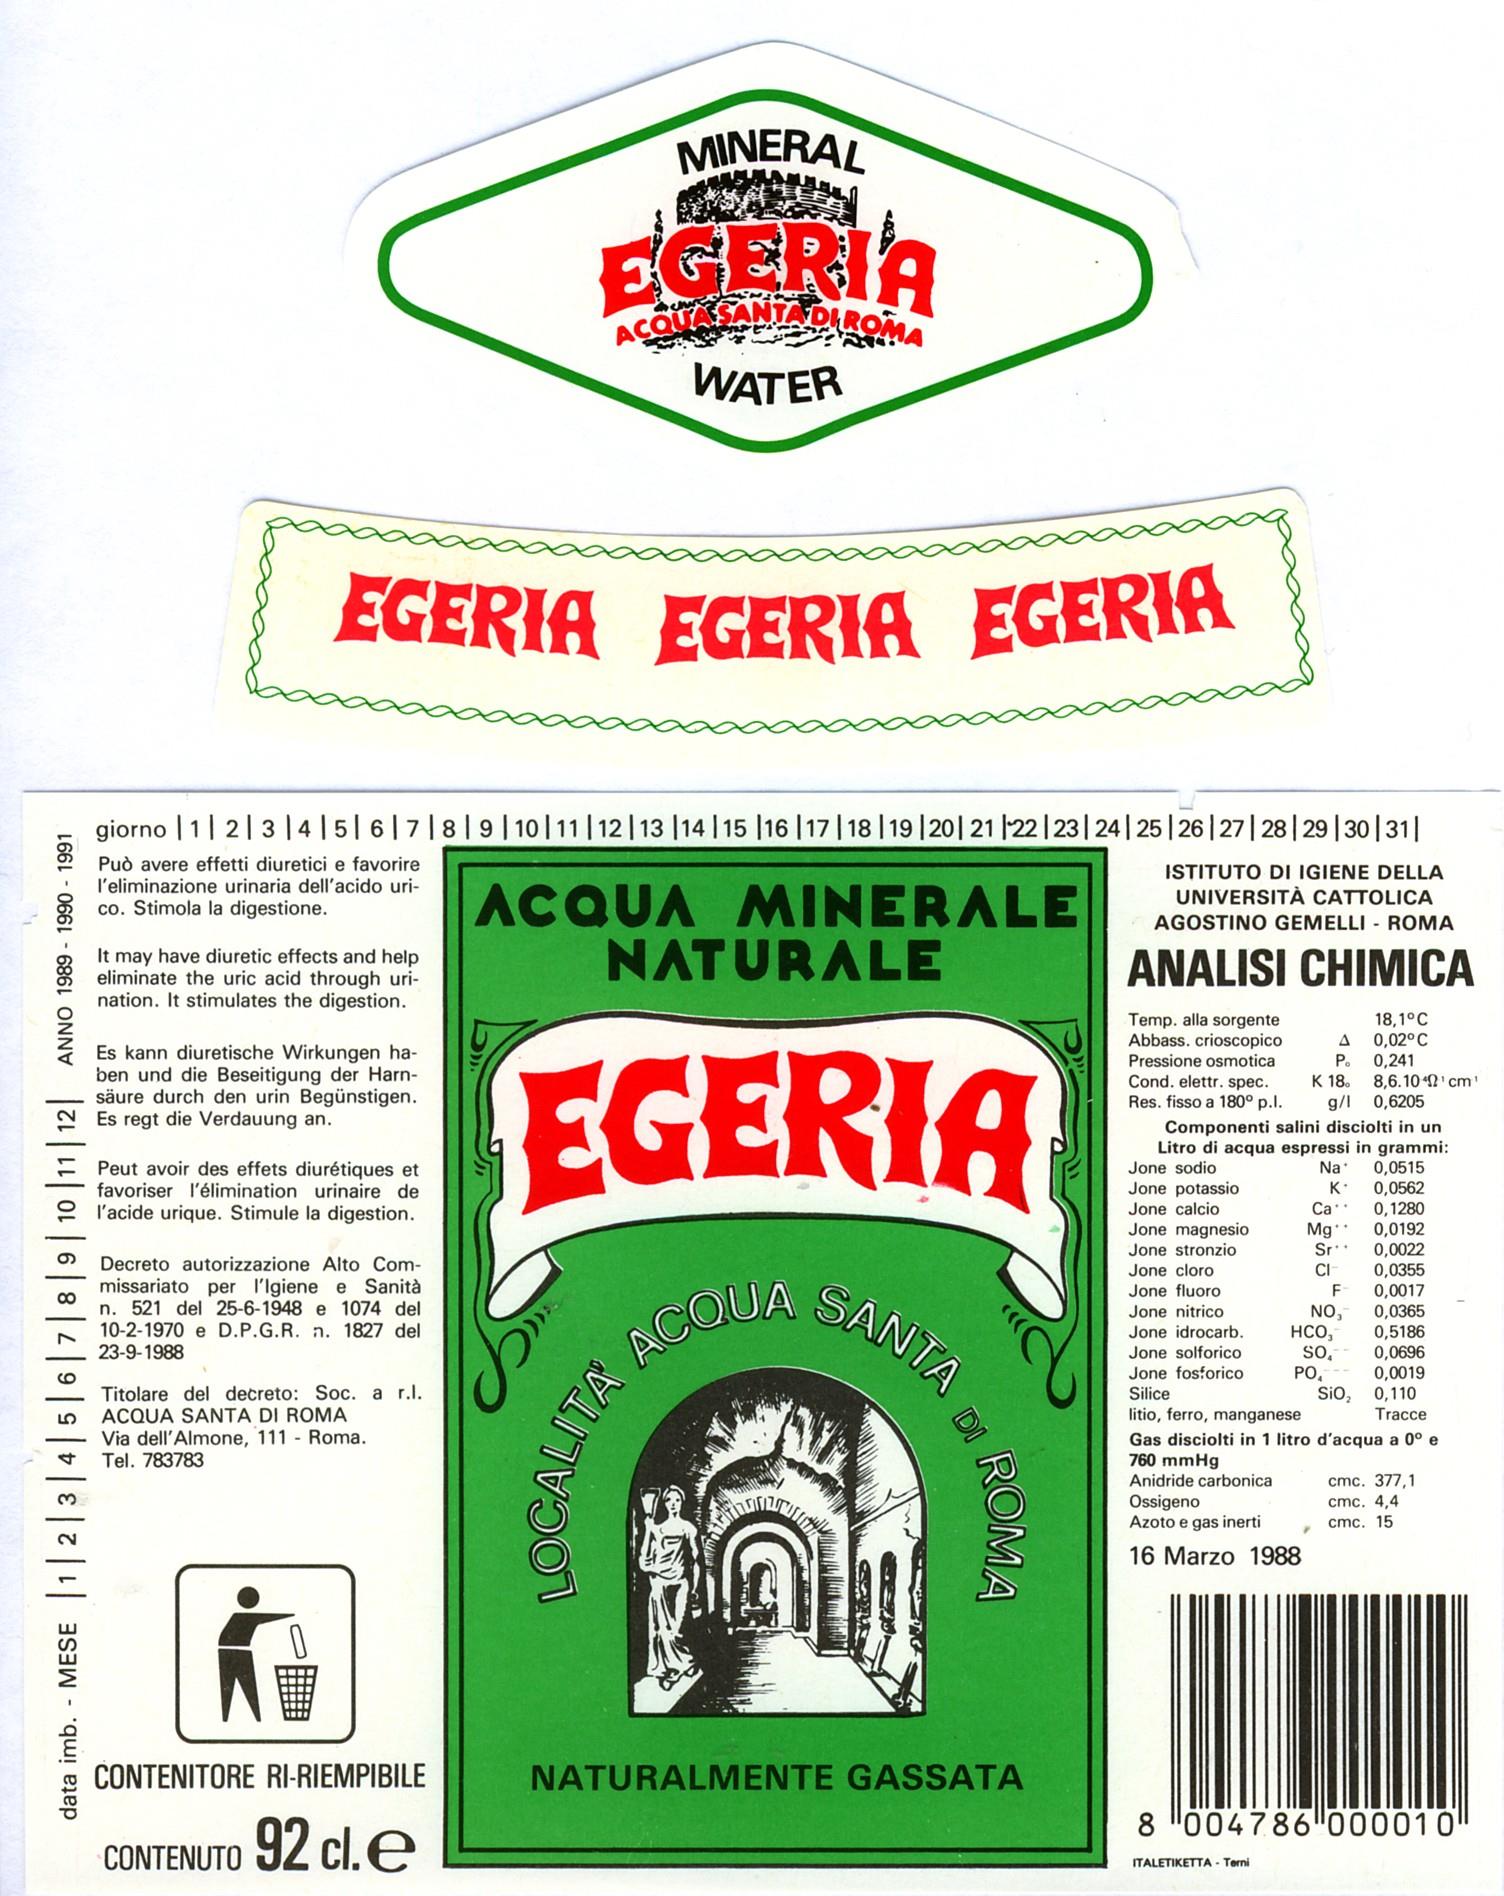 MINERAL
EGERIA
ACQUA SANTA DI ROMA
WATER
EGERIA EGERIA EGERIA
giorno |1|2|3|4|5|6|7|8|9|10|11|12|13|14|15|16|17|18|19|20|21|22|23|24|25|26|27|28|29|30|31|
data imb. - MESE |1|2|3|4|5|6|7|8|9|10|11|12| ANNO 1989 - 1990 - 1991
Può avere effetti diuretici e favorire
l'eliminazione urinaria dell'acido uri-
co. Stimola la digestione.
It may have diuretic effects and help
eliminate the uric acid through uri-
nation. It stimulates the digestion.
Es kann diuretische Wirkungen ha-
ben und die Beseitigung der Harn-
säure durch den urin Begünstigen.
Es regt die Verdauung an.
Peut avoir des effets diurétiques et
favoriser l'élimination urinaire de
l'acide urique. Stimule la digestion.
Decreto autorizzazione Alto Com-
missariato per l'Igiene e Sanità
n. 521 del 25-6-1948 e 1074 del
10-2-1970 e D.P.G.R. n. 1827 del
23-9-1988
Titolare del decreto: Soc. a r.l.
ACQUA SANTA DI ROMA
Via dell'Almone, 111 - Roma.
Tel. 783783
CONTENITORE RI-RIEMPIBILE
CONTENUTO 92 cl. e
ACQUA MINERALE
NATURALE
EGERIA
LOCALITA' ACQUA SANTA DI ROMA
NATURALMENTE GASSATA
ISTITUTO DI IGIENE DELLA
UNIVERSITÀ CATTOLICA
AGOSTINO GEMELLI - ROMA
ANALISI CHIMICA
Temp. alla sorgente 18,1°C
Abbass. crioscopico Δ 0,02°C
Pressione osmotica P₀ 0,241
Cond. elettr. spec. K 18₀ 8,6.10⁻⁴Ω⁻¹cm⁻¹
Res. fisso a 180° p.l. g/l 0,6205
Componenti salini disciolti in un
Litro di acqua espressi in grammi:
Jone sodio Na⁺ 0,0515
Jone potassio K⁺ 0,0562
Jone calcio Ca⁺⁺ 0,1280
Jone magnesio Mg⁺⁺ 0,0192
Jone stronzio Sr⁺⁺ 0,0022
Jone cloro Cl⁻ 0,0355
Jone fluoro F⁻ 0,0017
Jone nitrico NO₃⁻ 0,0365
Jone idrocarb. HCO₃⁻ 0,5186
Jone solforico SO₄⁻⁻ 0,0696
Jone fosforico PO₄⁻⁻⁻ 0,0019
Silice SiO₂ 0,110
litio, ferro, manganese Tracce
Gas disciolti in 1 litro d'acqua a 0° e
760 mmHg
Anidride carbonica cmc. 377,1
Ossigeno cmc. 4,4
Azoto e gas inerti cmc. 15
16 Marzo 1988
8 004786 000010
ITALETIKETTA - Terni